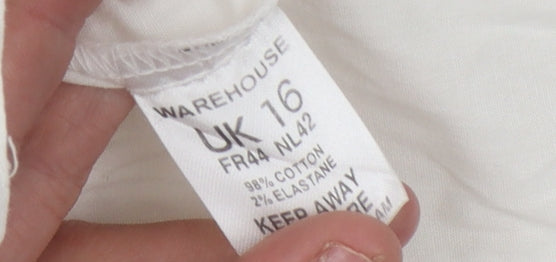 WAREHOUSE
UK 16
FR44 NL42
98% COTTON
2% ELASTANE
KEEP AWAY